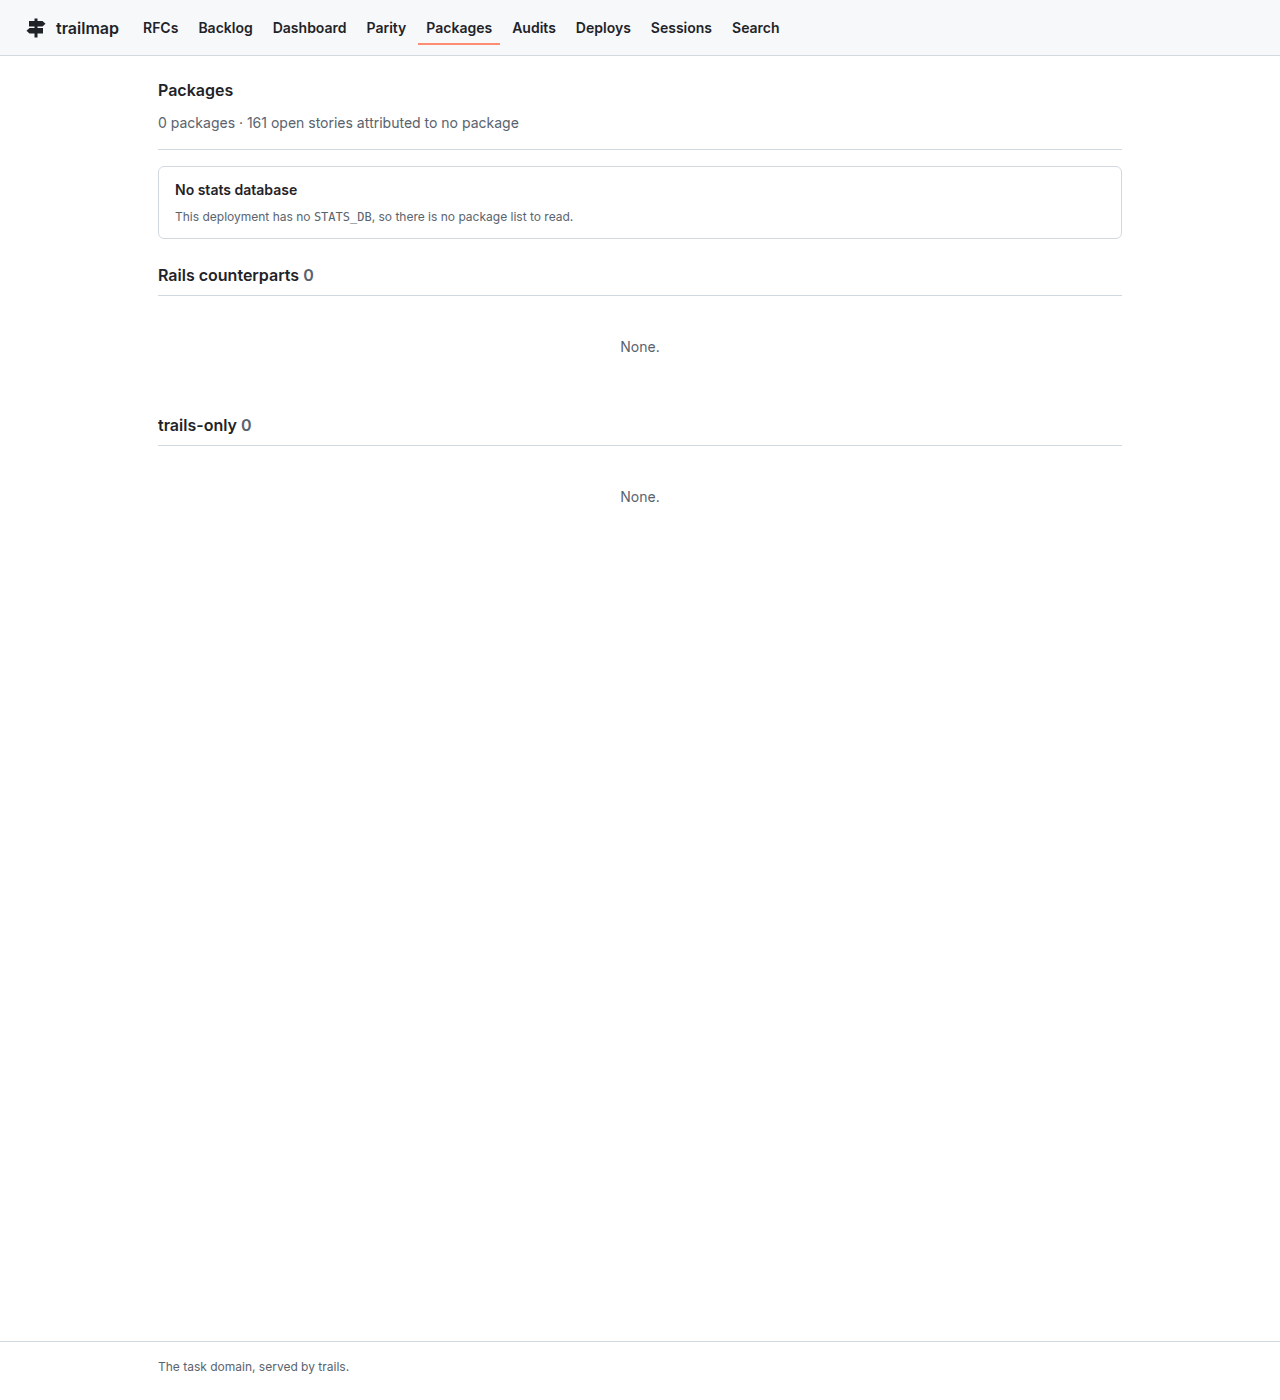 trailmap RFCs Backlog Dashboard Parity Packages Audits Deploys Sessions Search
Packages
0 packages · 161 open stories attributed to no package
No stats database
This deployment has no STATS_DB, so there is no package list to read.
Rails counterparts 0
None.
trails-only 0
None.
The task domain, served by trails.